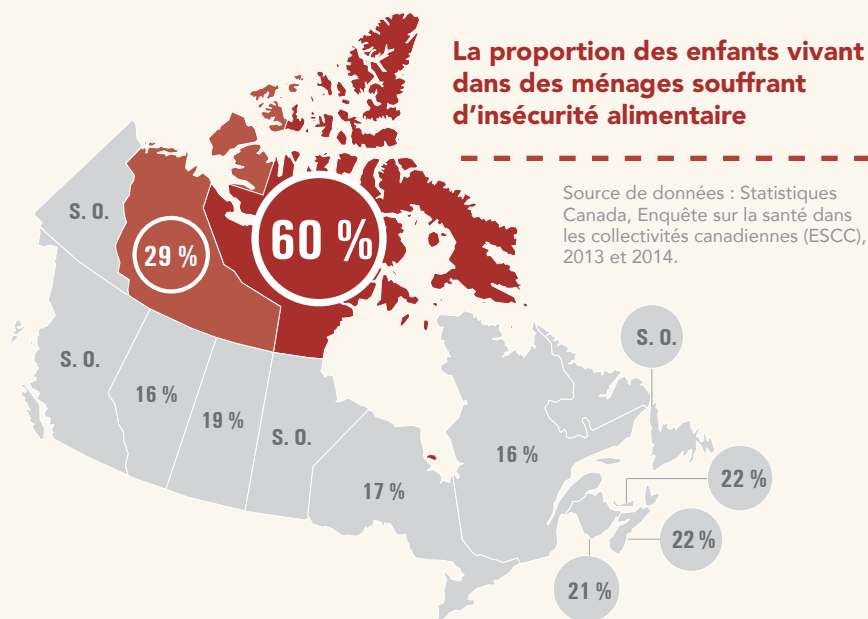 La proportion des enfants vivant
dans des ménages souffrant
d'insécurité alimentaire
Source de données : Statistiques
Canada, Enquête sur la santé dans
les collectivités canadiennes (ESCC),
2013 et 2014.
S. O.
29 %
60 %
S. O.
16 %
19 %
S. O.
17 %
16 %
S. O.
22 %
22 %
21 %